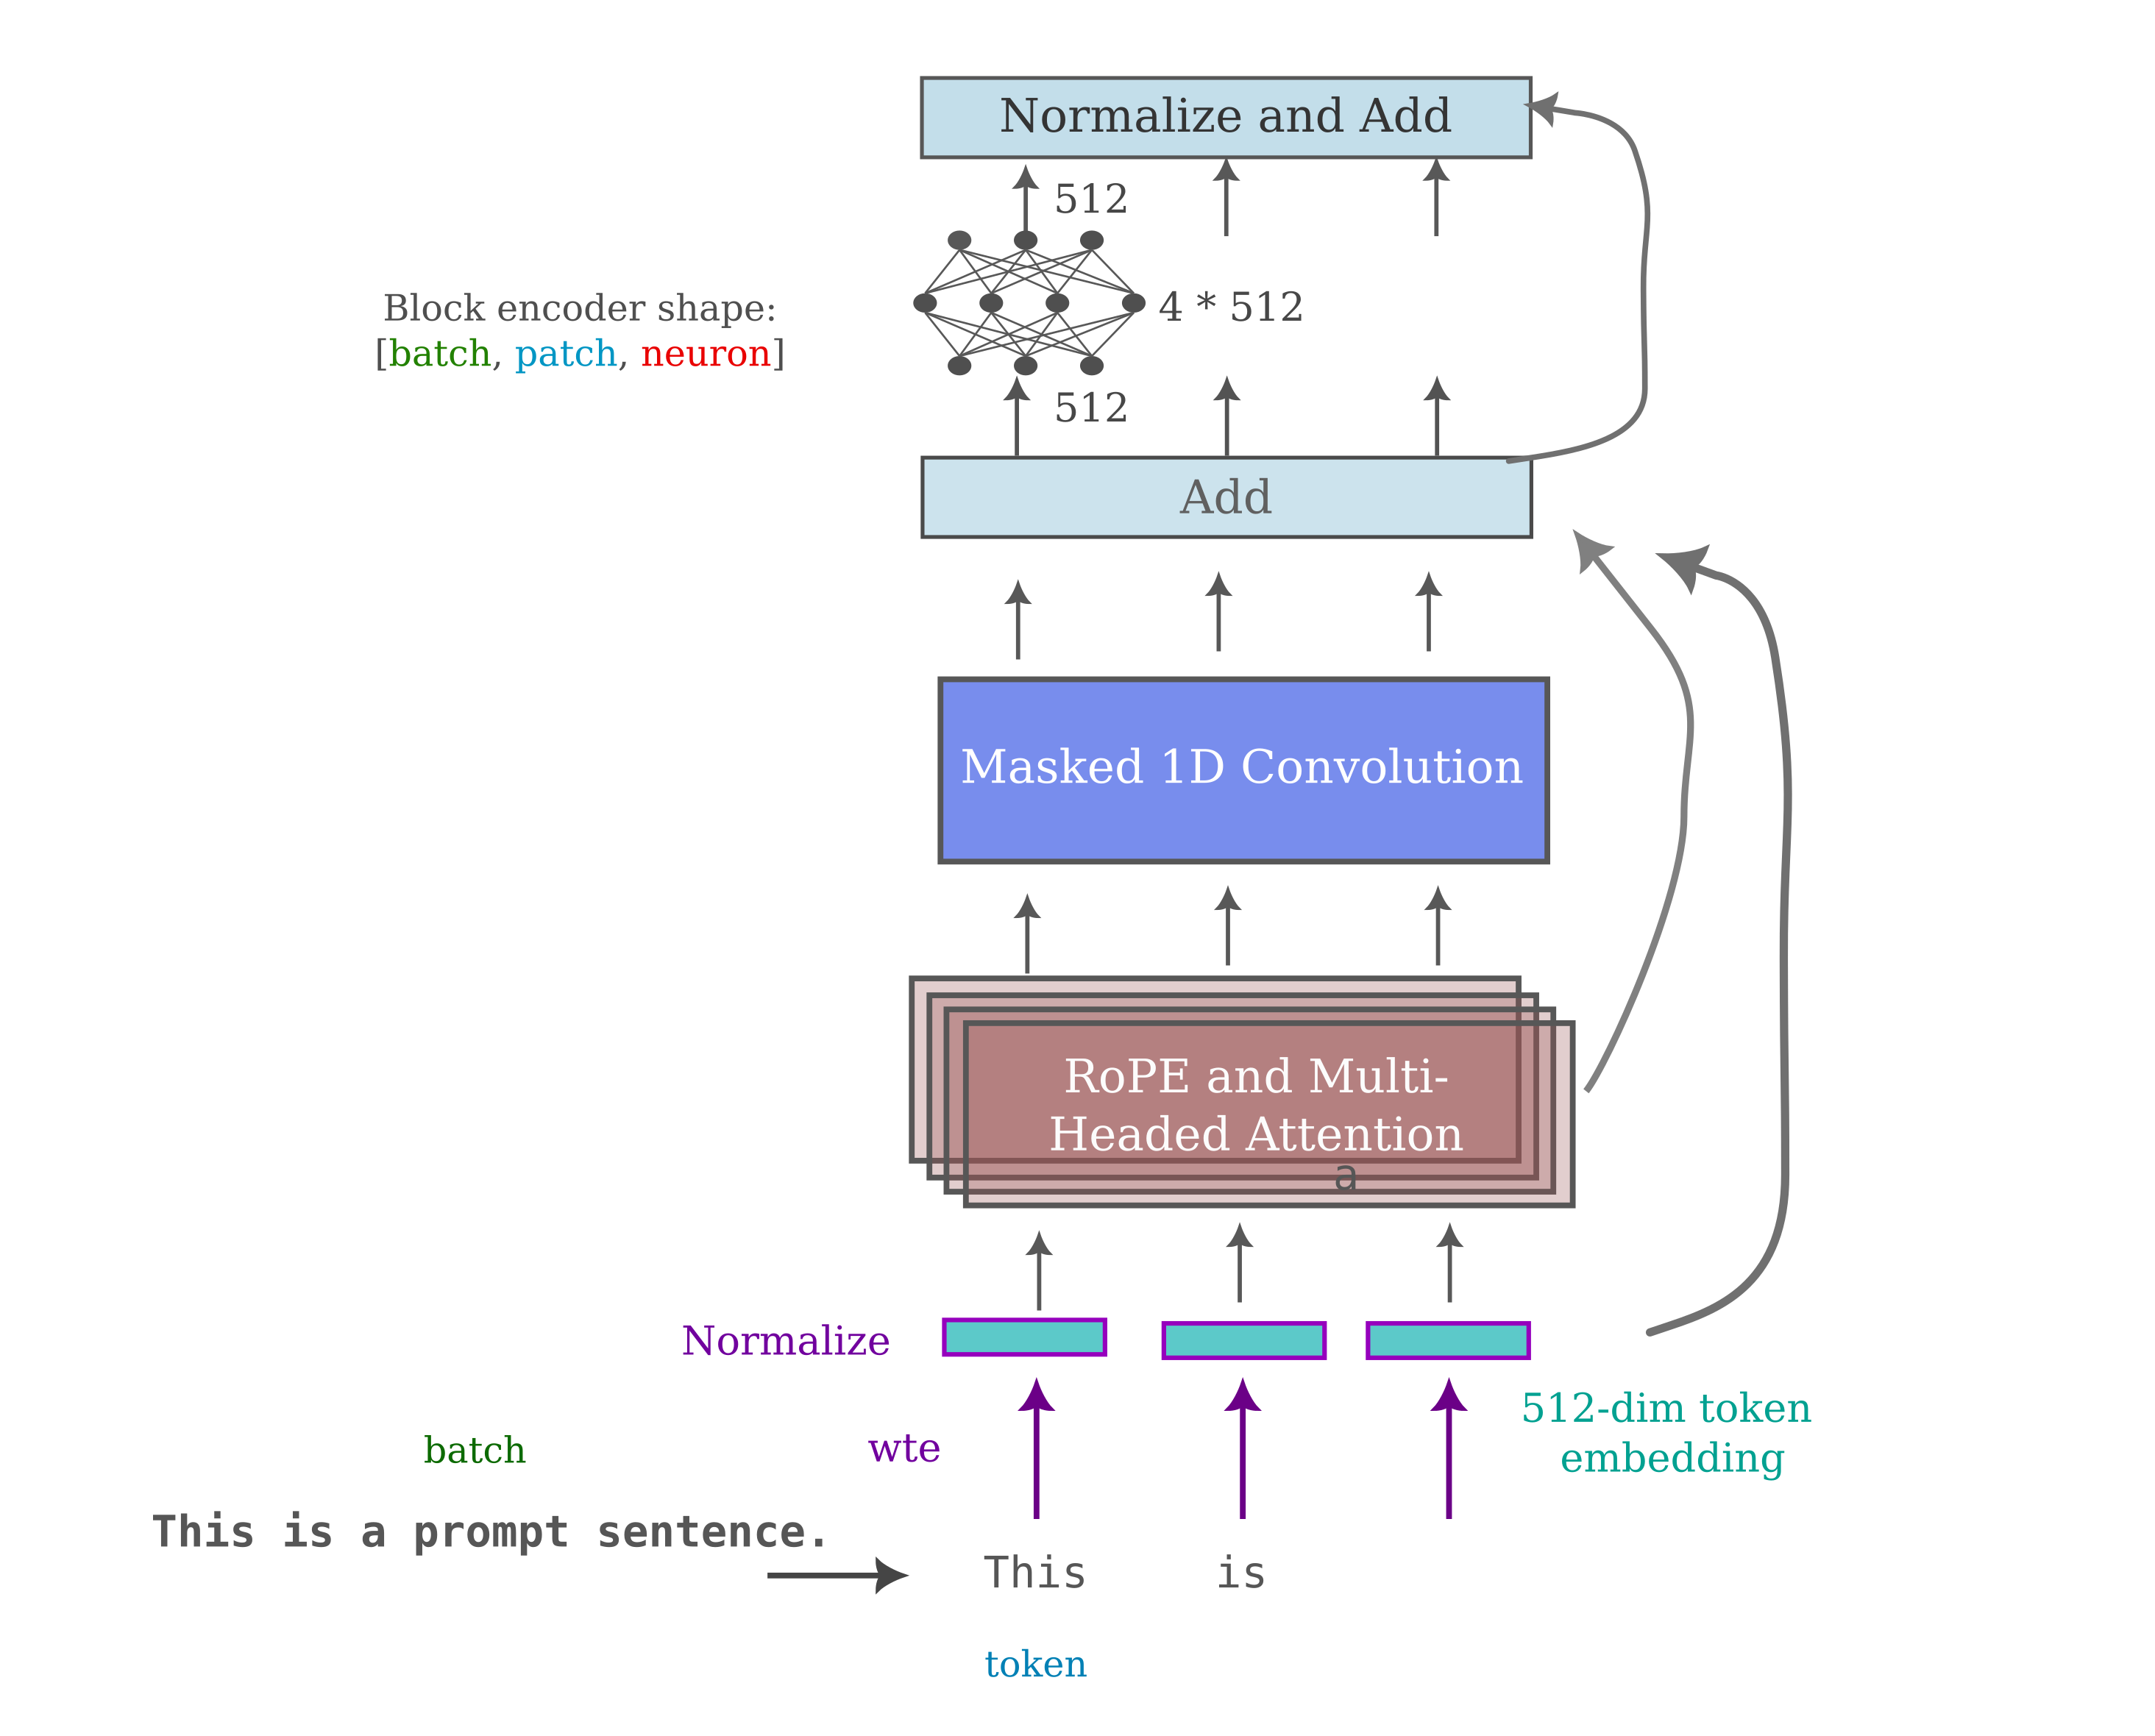 Normalize and Add
512
Block encoder shape:
[batch, patch, neuron]
4 * 512
512
Add
Masked 1D Convolution
RoPE and Multi-
Headed Attention
a
Normalize
512-dim token
embedding
batch
wte
This is a prompt sentence.
This
is
token